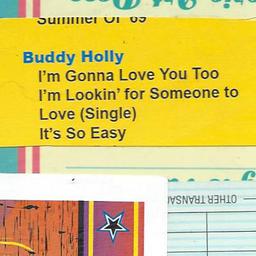 Summer Of '69
Buddy Holly
I'm Gonna Love You Too
I'm Lookin' for Someone to
Love (Single)
It's So Easy
OTHER